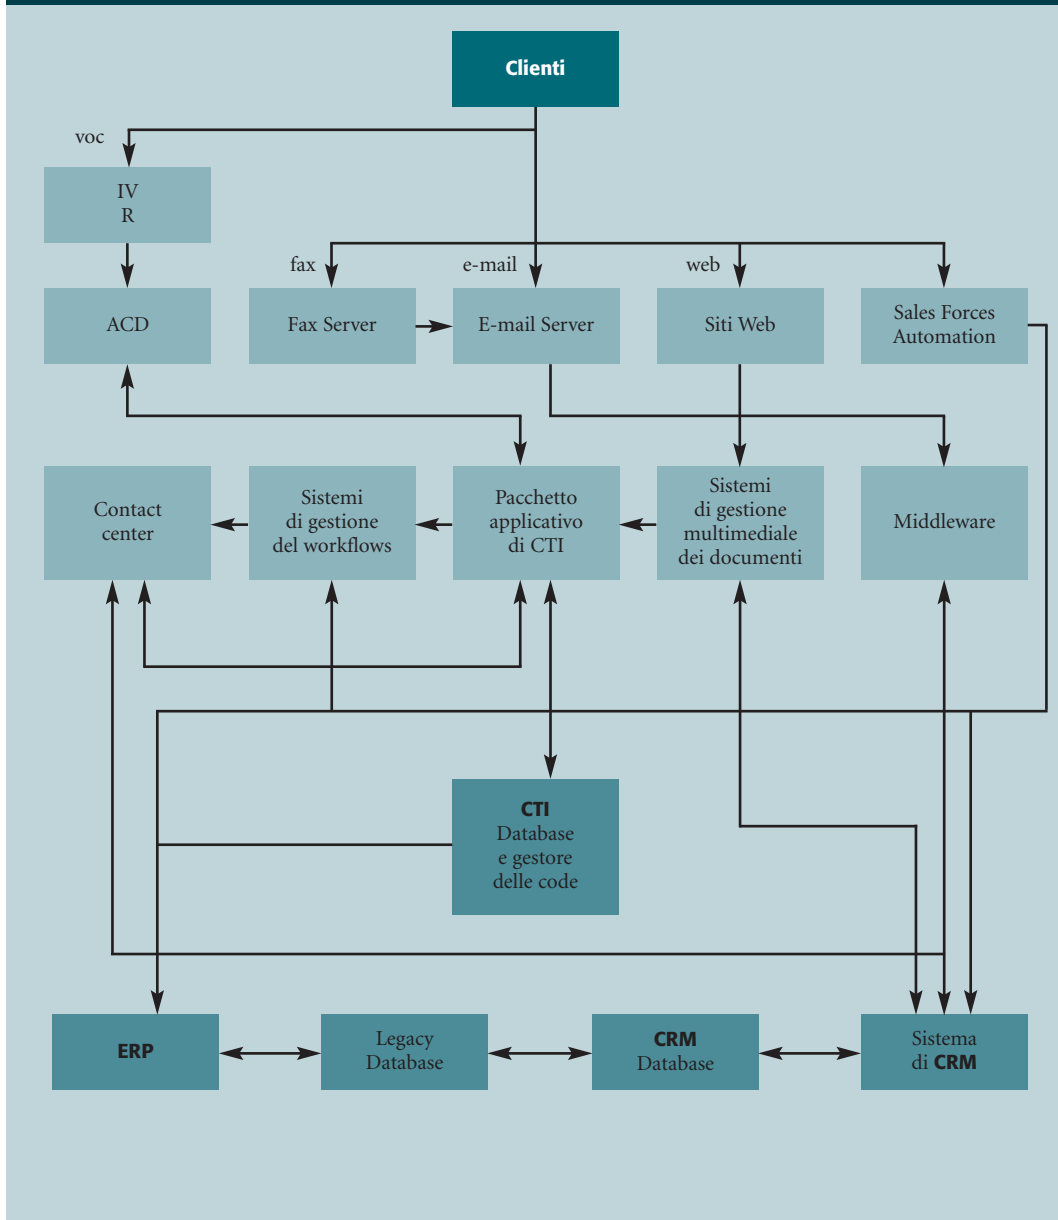 Clienti
voc
IV
R
fax
e-mail
web
ACD
Fax Server
E-mail Server
Siti Web
Sales Forces
Automation
Contact
center
Sistemi
di gestione
del workflows
Pacchetto
applicativo
di CTI
Sistemi
di gestione
multimediale
dei documenti
Middleware
CTI
Database
e gestore
delle code
ERP
Legacy
Database
CRM
Database
Sistema
di CRM